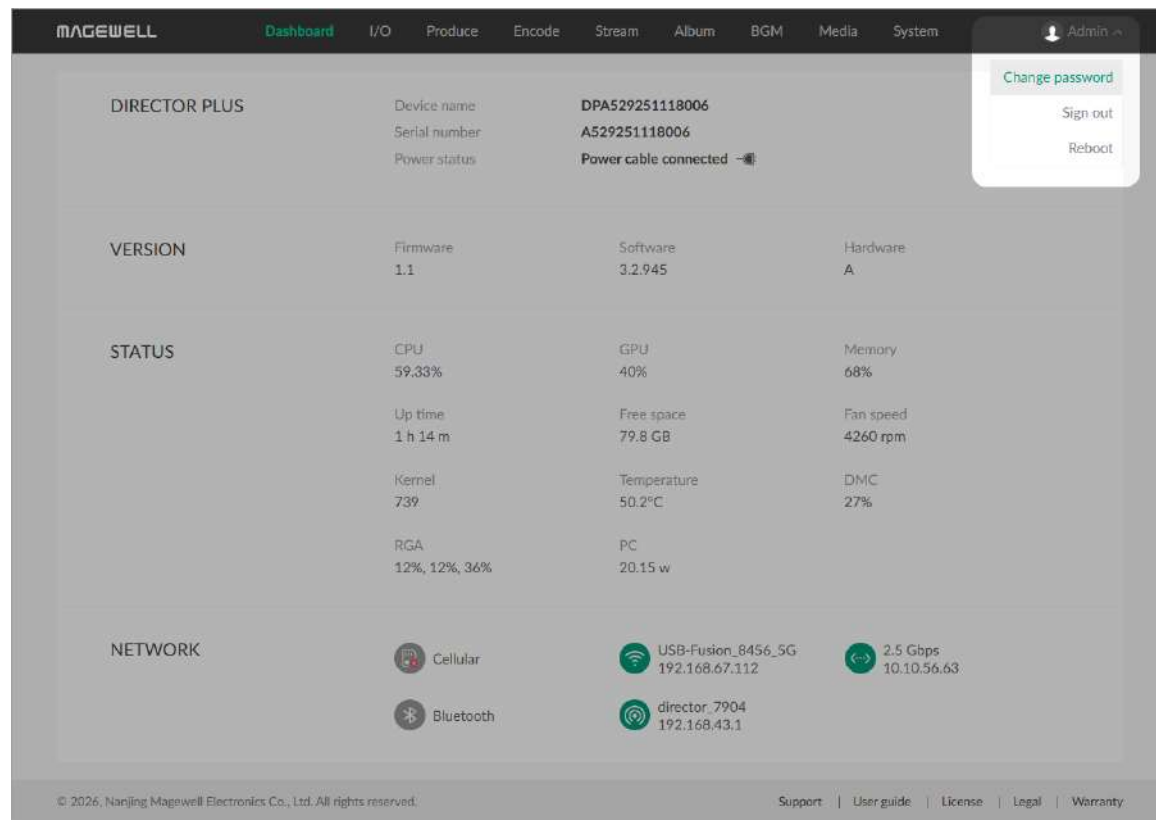 MAGEWELL Dashboard I/O Produce Encode Stream Album BGM Media System Admin
Change password
Sign out
Reboot
DIRECTOR PLUS
Device name DPA529251118006
Serial number A529251118006
Power status Power cable connected
VERSION
Firmware Software Hardware
1.1 3.2.945 A
STATUS
CPU GPU Memory
59.33% 40% 68%
Up time Free space Fan speed
1 h 14 m 79.8 GB 4260 rpm
Kernel Temperature DMC
739 50.2°C 27%
RGA PC
12%, 12%, 36% 20.15 w
NETWORK
Cellular USB-Fusion_8456_5G 2.5 Gbps
192.168.67.112 10.10.56.63
Bluetooth director_7904
192.168.43.1
© 2026, Nanjing Magewell Electronics Co., Ltd. All rights reserved. Support | User guide | License | Legal | Warranty